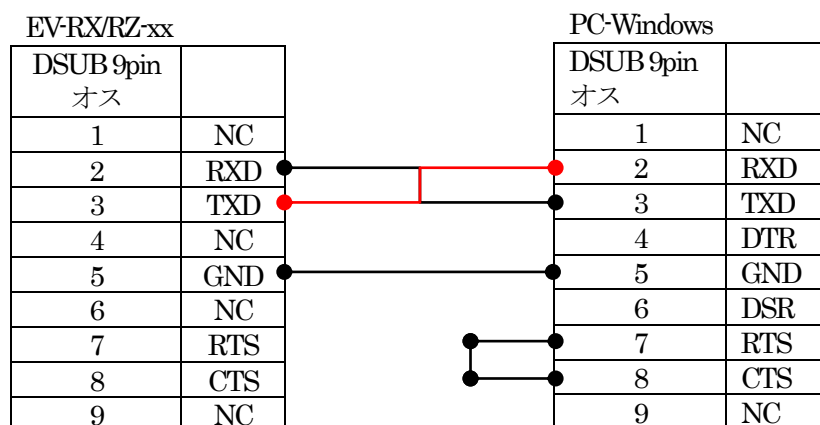 EV-RX/RZ-xx
DSUB 9pin
オス
1 NC
2 RXD
3 TXD
4 NC
5 GND
6 NC
7 RTS
8 CTS
9 NC
PC-Windows
DSUB 9pin
オス
1 NC
2 RXD
3 TXD
4 DTR
5 GND
6 DSR
7 RTS
8 CTS
9 NC